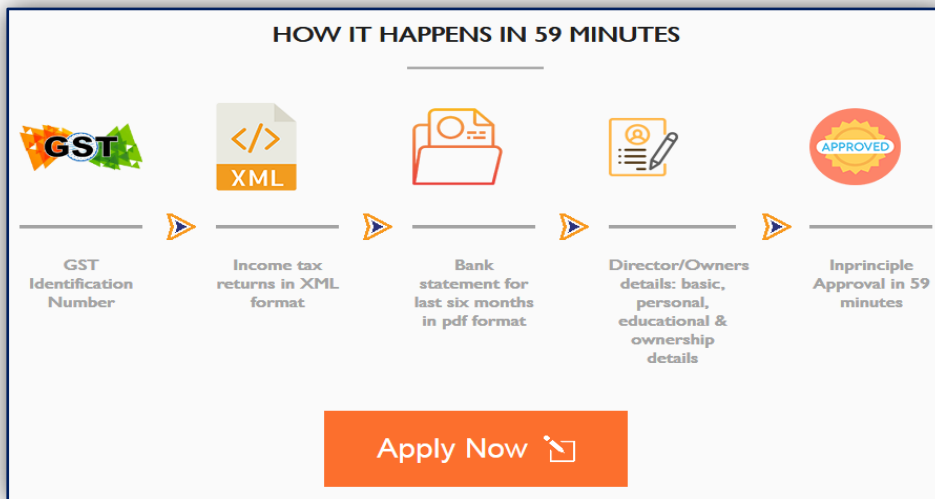 HOW IT HAPPENS IN 59 MINUTES
GST
XML
APPROVED
GST
Identification
Number
Income tax
returns in XML
format
Bank
statement for
last six months
in pdf format
Director/Owners
details: basic,
personal,
educational &
ownership
details
Inprinciple
Approval in 59
minutes
Apply Now